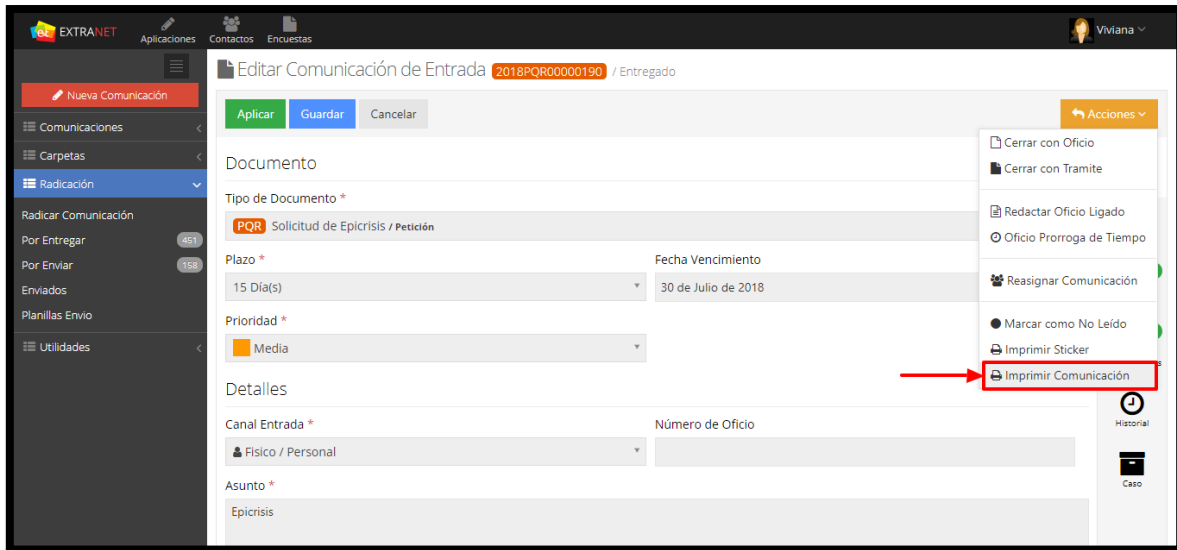 EXTRANET
Aplicaciones
Contactos
Encuestas
Viviana
Nueva Comunicación
Comunicaciones
Carpetas
Radicación
Radicar Comunicación
Por Entregar 451
Por Enviar 158
Enviados
Planillas Envio
Utilidades
Editar Comunicación de Entrada 2018PQR00000190 / Entregado
Aplicar Guardar Cancelar
Acciones
Cerrar con Oficio
Cerrar con Tramite
Redactar Oficio Ligado
Oficio Prorroga de Tiempo
Reasignar Comunicación
Marcar como No Leído
Imprimir Sticker
Imprimir Comunicación
Documento
Tipo de Documento *
PQR Solicitud de Epicrisis / Petición
Plazo *
15 Día(s)
Fecha Vencimiento
30 de Julio de 2018
Prioridad *
Media
Detalles
Canal Entrada *
Fisico / Personal
Número de Oficio
Asunto *
Epicrisis
Historial
Caso